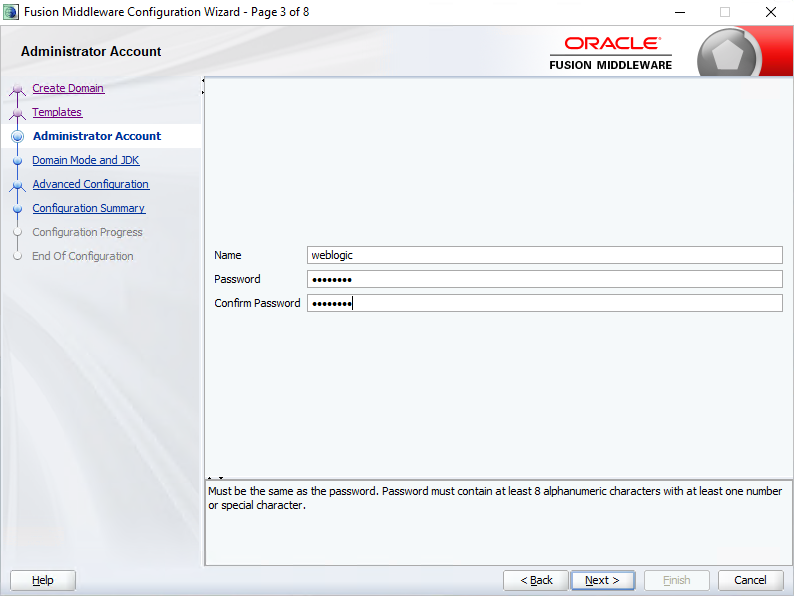 Fusion Middleware Configuration Wizard - Page 3 of 8
Administrator Account
ORACLE
FUSION MIDDLEWARE
Create Domain
Templates
Administrator Account
Domain Mode and JDK
Advanced Configuration
Configuration Summary
Configuration Progress
End Of Configuration
Name weblogic
Password ••••••••
Confirm Password ••••••••
Must be the same as the password. Password must contain at least 8 alphanumeric characters with at least one number
or special character.
Help < Back Next > Finish Cancel